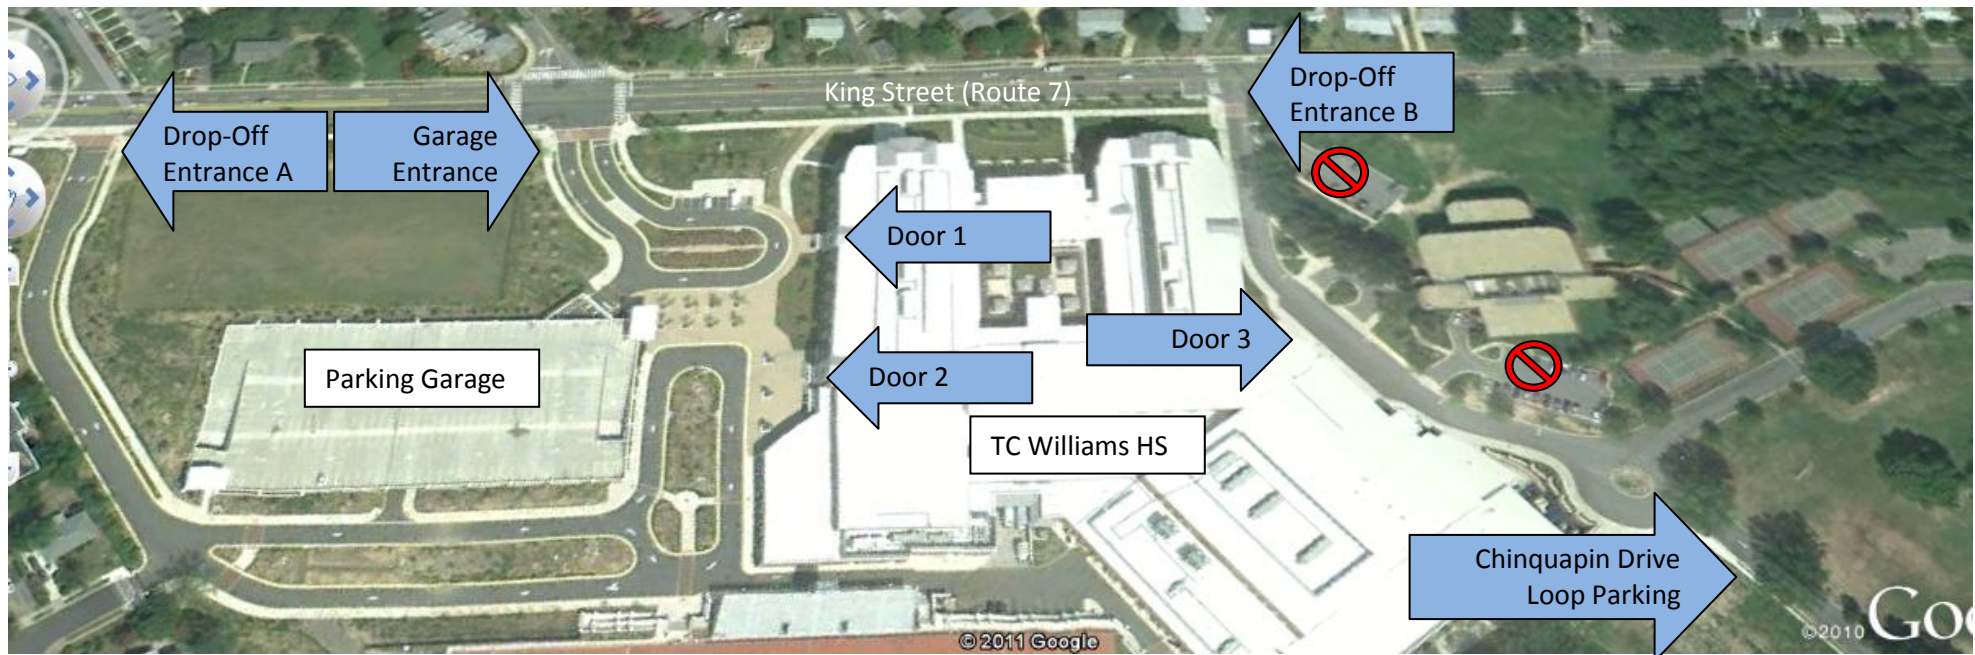 King Street (Route 7)
Drop-Off
Entrance A
Garage
Entrance
Drop-Off
Entrance B
Door 1
Door 3
Door 2
Parking Garage
TC Williams HS
Chinquapin Drive
Loop Parking
© 2011 Google
©2010 Goo